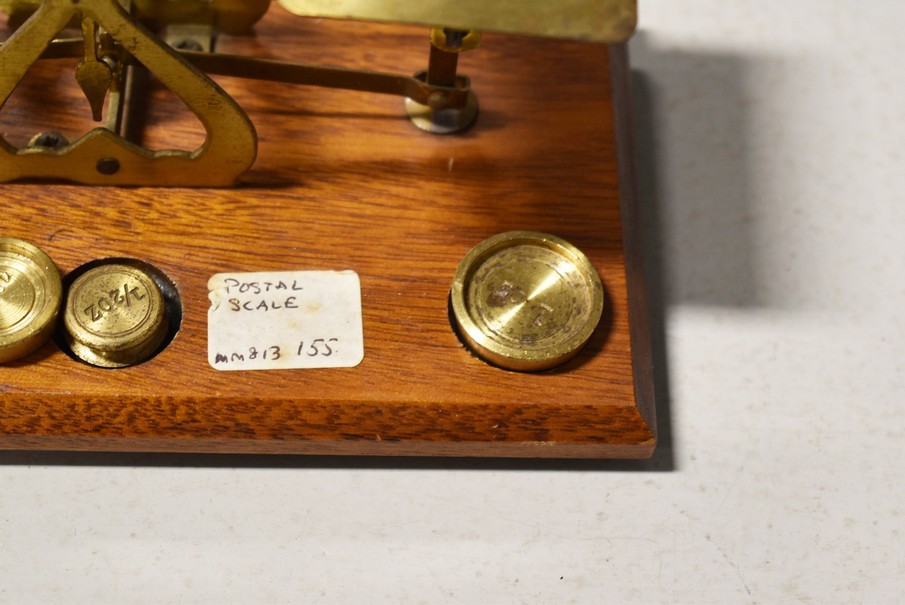 1/2OZ
POSTAL
SCALE
MM813 155